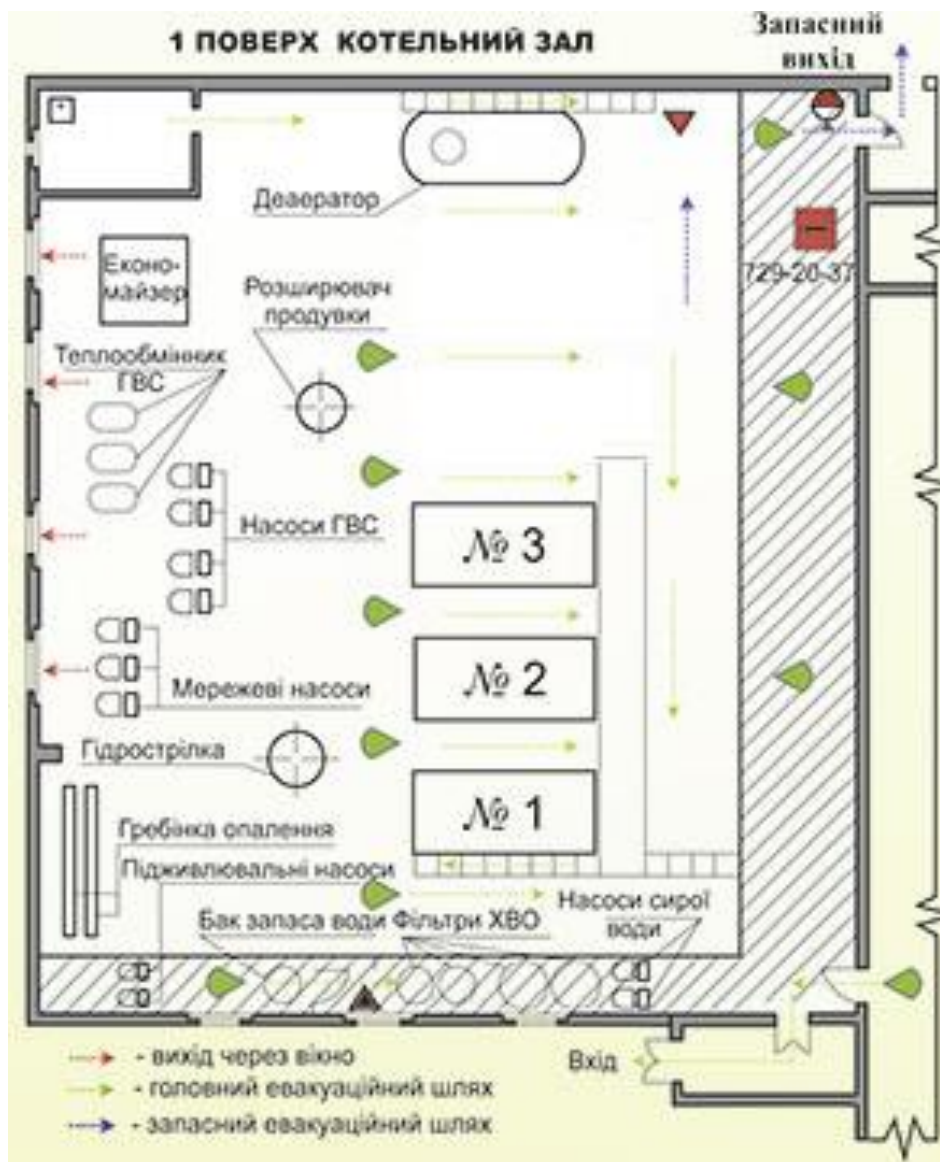 1 ПОВЕРХ КОТЕЛЬНИЙ ЗАЛ
Запасний
вихід
Деаератор
Еконо-
майзер
Розширювач
продувки
729-20-37
Теплообмінник
ГВС
Насоси ГВС
№ 3
№ 2
Мережеві насоси
Гідрострілка
№ 1
Гребінка опалення
Підживлювальні насоси
Бак запаса води Фільтри ХВО
Насоси сирої
води
- вихід через вікно
Вхід
- головний евакуаційний шлях
- запасний евакуаційний шлях